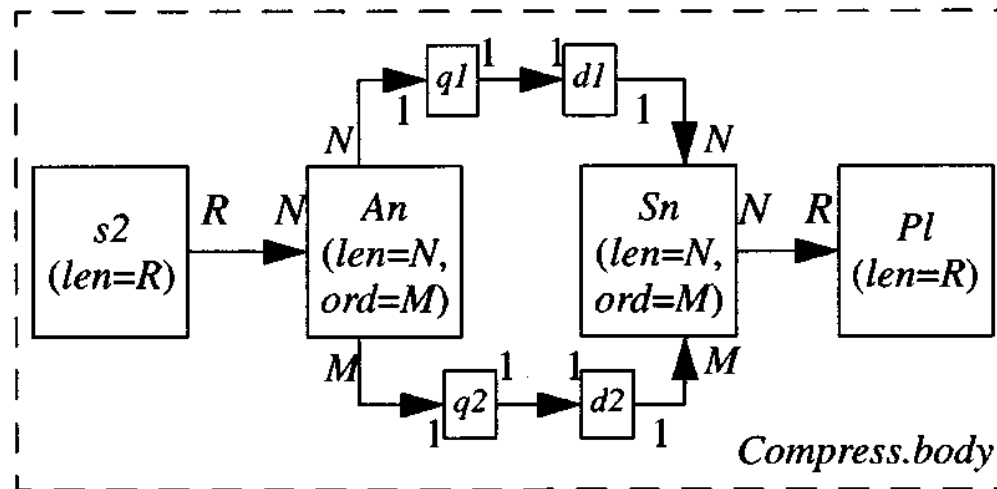 1 1
q1 d1
1 1
N N
s2
(len=R)
R N
An
(len=N,
ord=M)
Sn
(len=N,
ord=M)
N R
Pl
(len=R)
M M
1 1
q2 d2
1 1
Compress.body